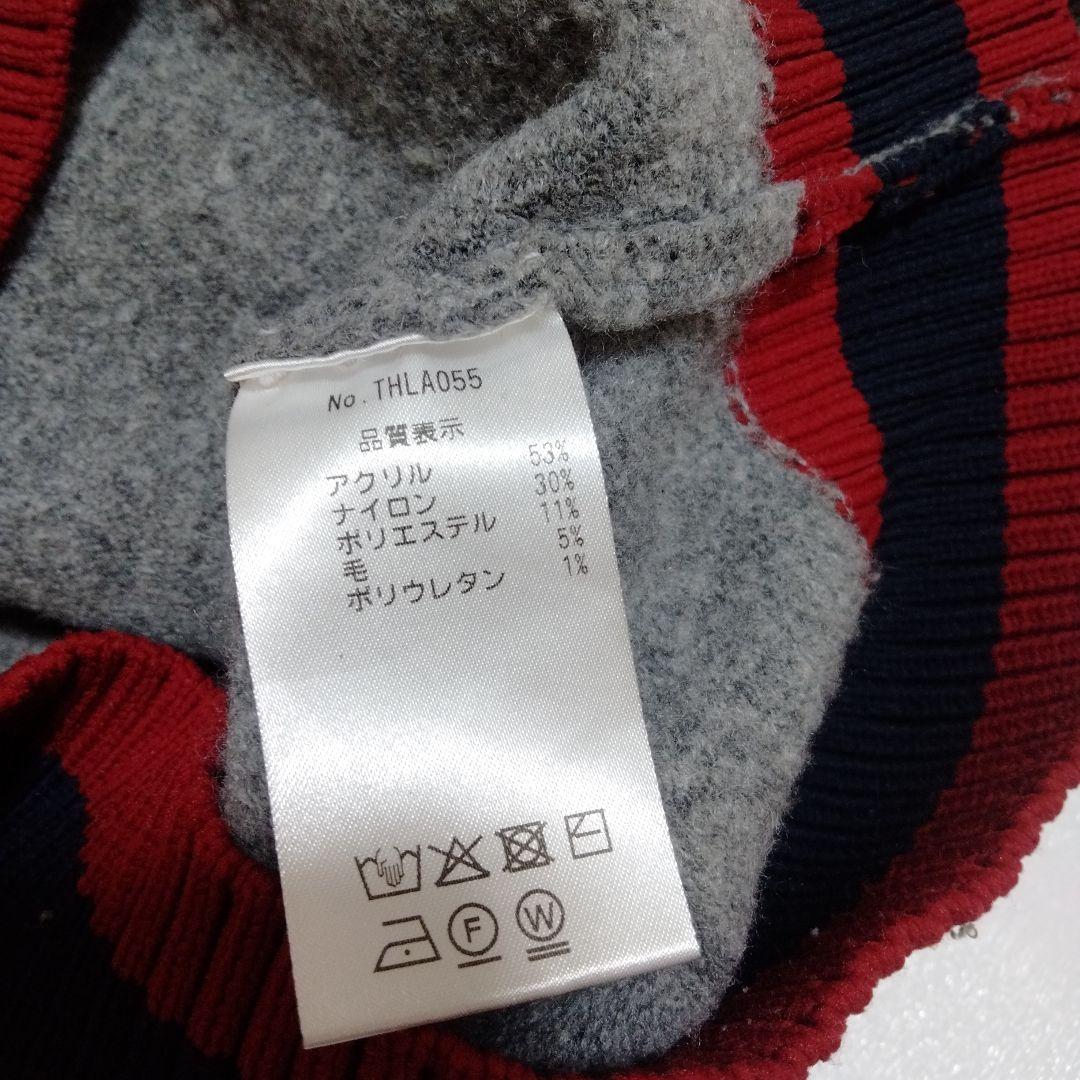 No. THLA055
品質表示
アクリル 53%
ナイロン 30%
ポリエステル 11%
毛 5%
ポリウレタン 1%
F W